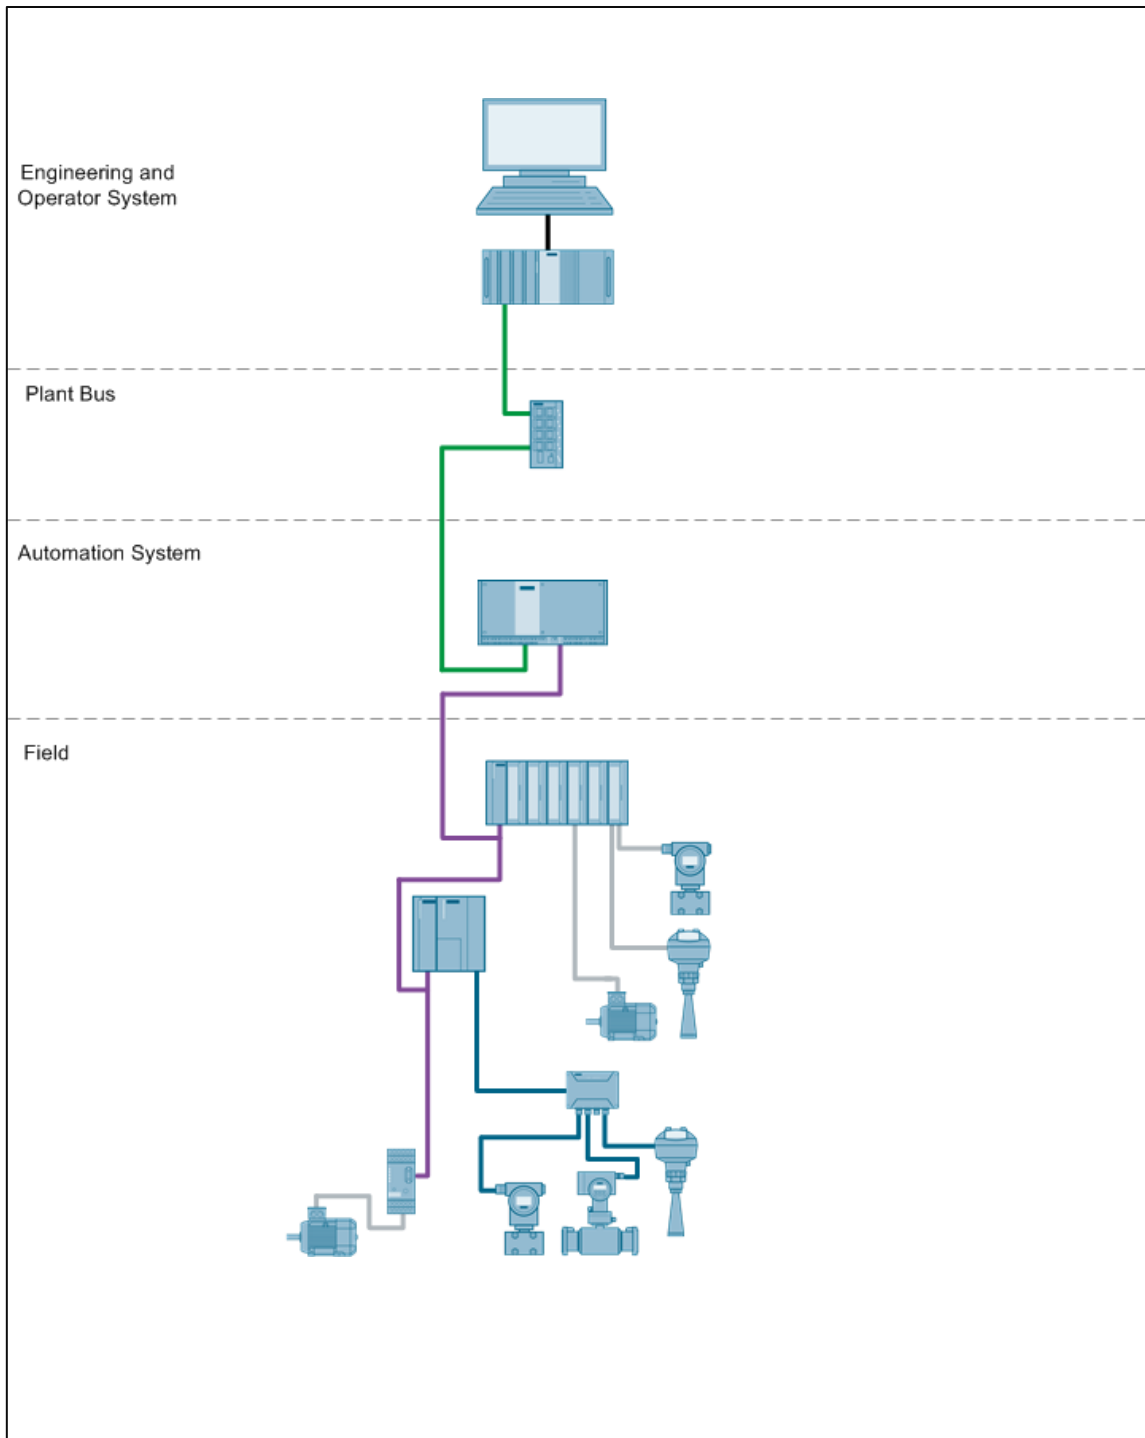 Engineering and
Operator System
Plant Bus
Automation System
Field